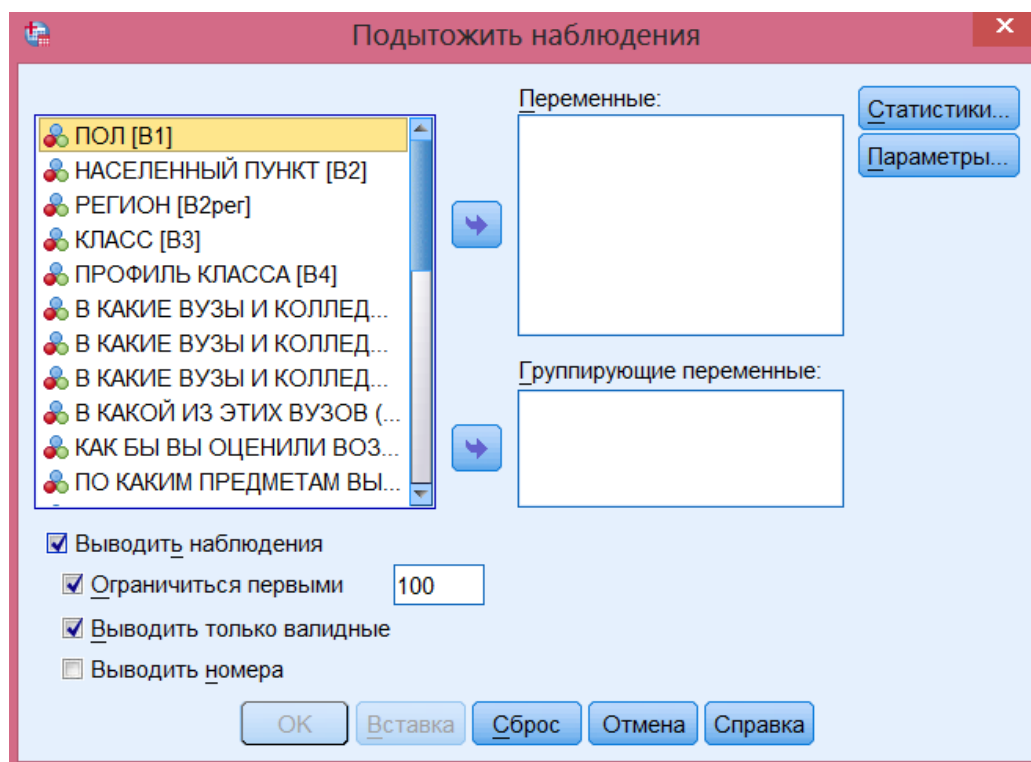 Подытожить наблюдения
Переменные:
Статистики...
Параметры...
ПОЛ [B1]
НАСЕЛЕННЫЙ ПУНКТ [B2]
РЕГИОН [B2рег]
КЛАСС [B3]
ПРОФИЛЬ КЛАССА [B4]
В КАКИЕ ВУЗЫ И КОЛЛЕД...
В КАКИЕ ВУЗЫ И КОЛЛЕД...
В КАКИЕ ВУЗЫ И КОЛЛЕД...
В КАКОЙ ИЗ ЭТИХ ВУЗОВ (...
КАК БЫ ВЫ ОЦЕНИЛИ ВОЗ...
ПО КАКИМ ПРЕДМЕТАМ ВЫ...
Группирующие переменные:
Выводить наблюдения
Ограничиться первыми 100
Выводить только валидные
Выводить номера
OK Вставка Сброс Отмена Справка